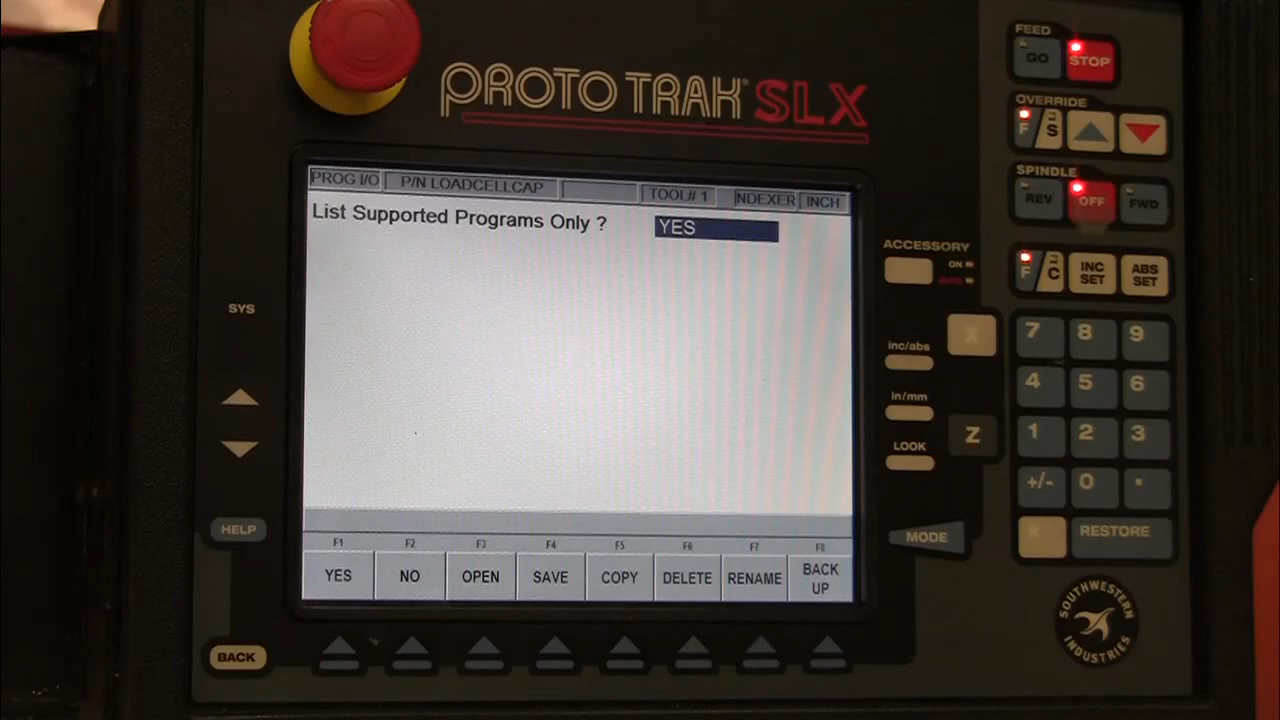 PROTO TRAK® SLX
PROG I/O P/N LOADCELLCAP TOOL# 1 NDEXER INCH
List Supported Programs Only ? YES
F1 F2 F3 F4 F5 F6 F7 F8
YES NO OPEN SAVE COPY DELETE RENAME BACK UP
SYS
HELP
BACK
FEED
GO STOP
OVERRIDE
F S
SPINDLE
REV OFF FWD
F C INC SET ABS SET
ACCESSORY
ON
inc/abs
in/mm
LOOK
MODE
X
Z
7 8 9
4 5 6
1 2 3
+/- 0 .
RESTORE
SOUTHWESTERN INDUSTRIES